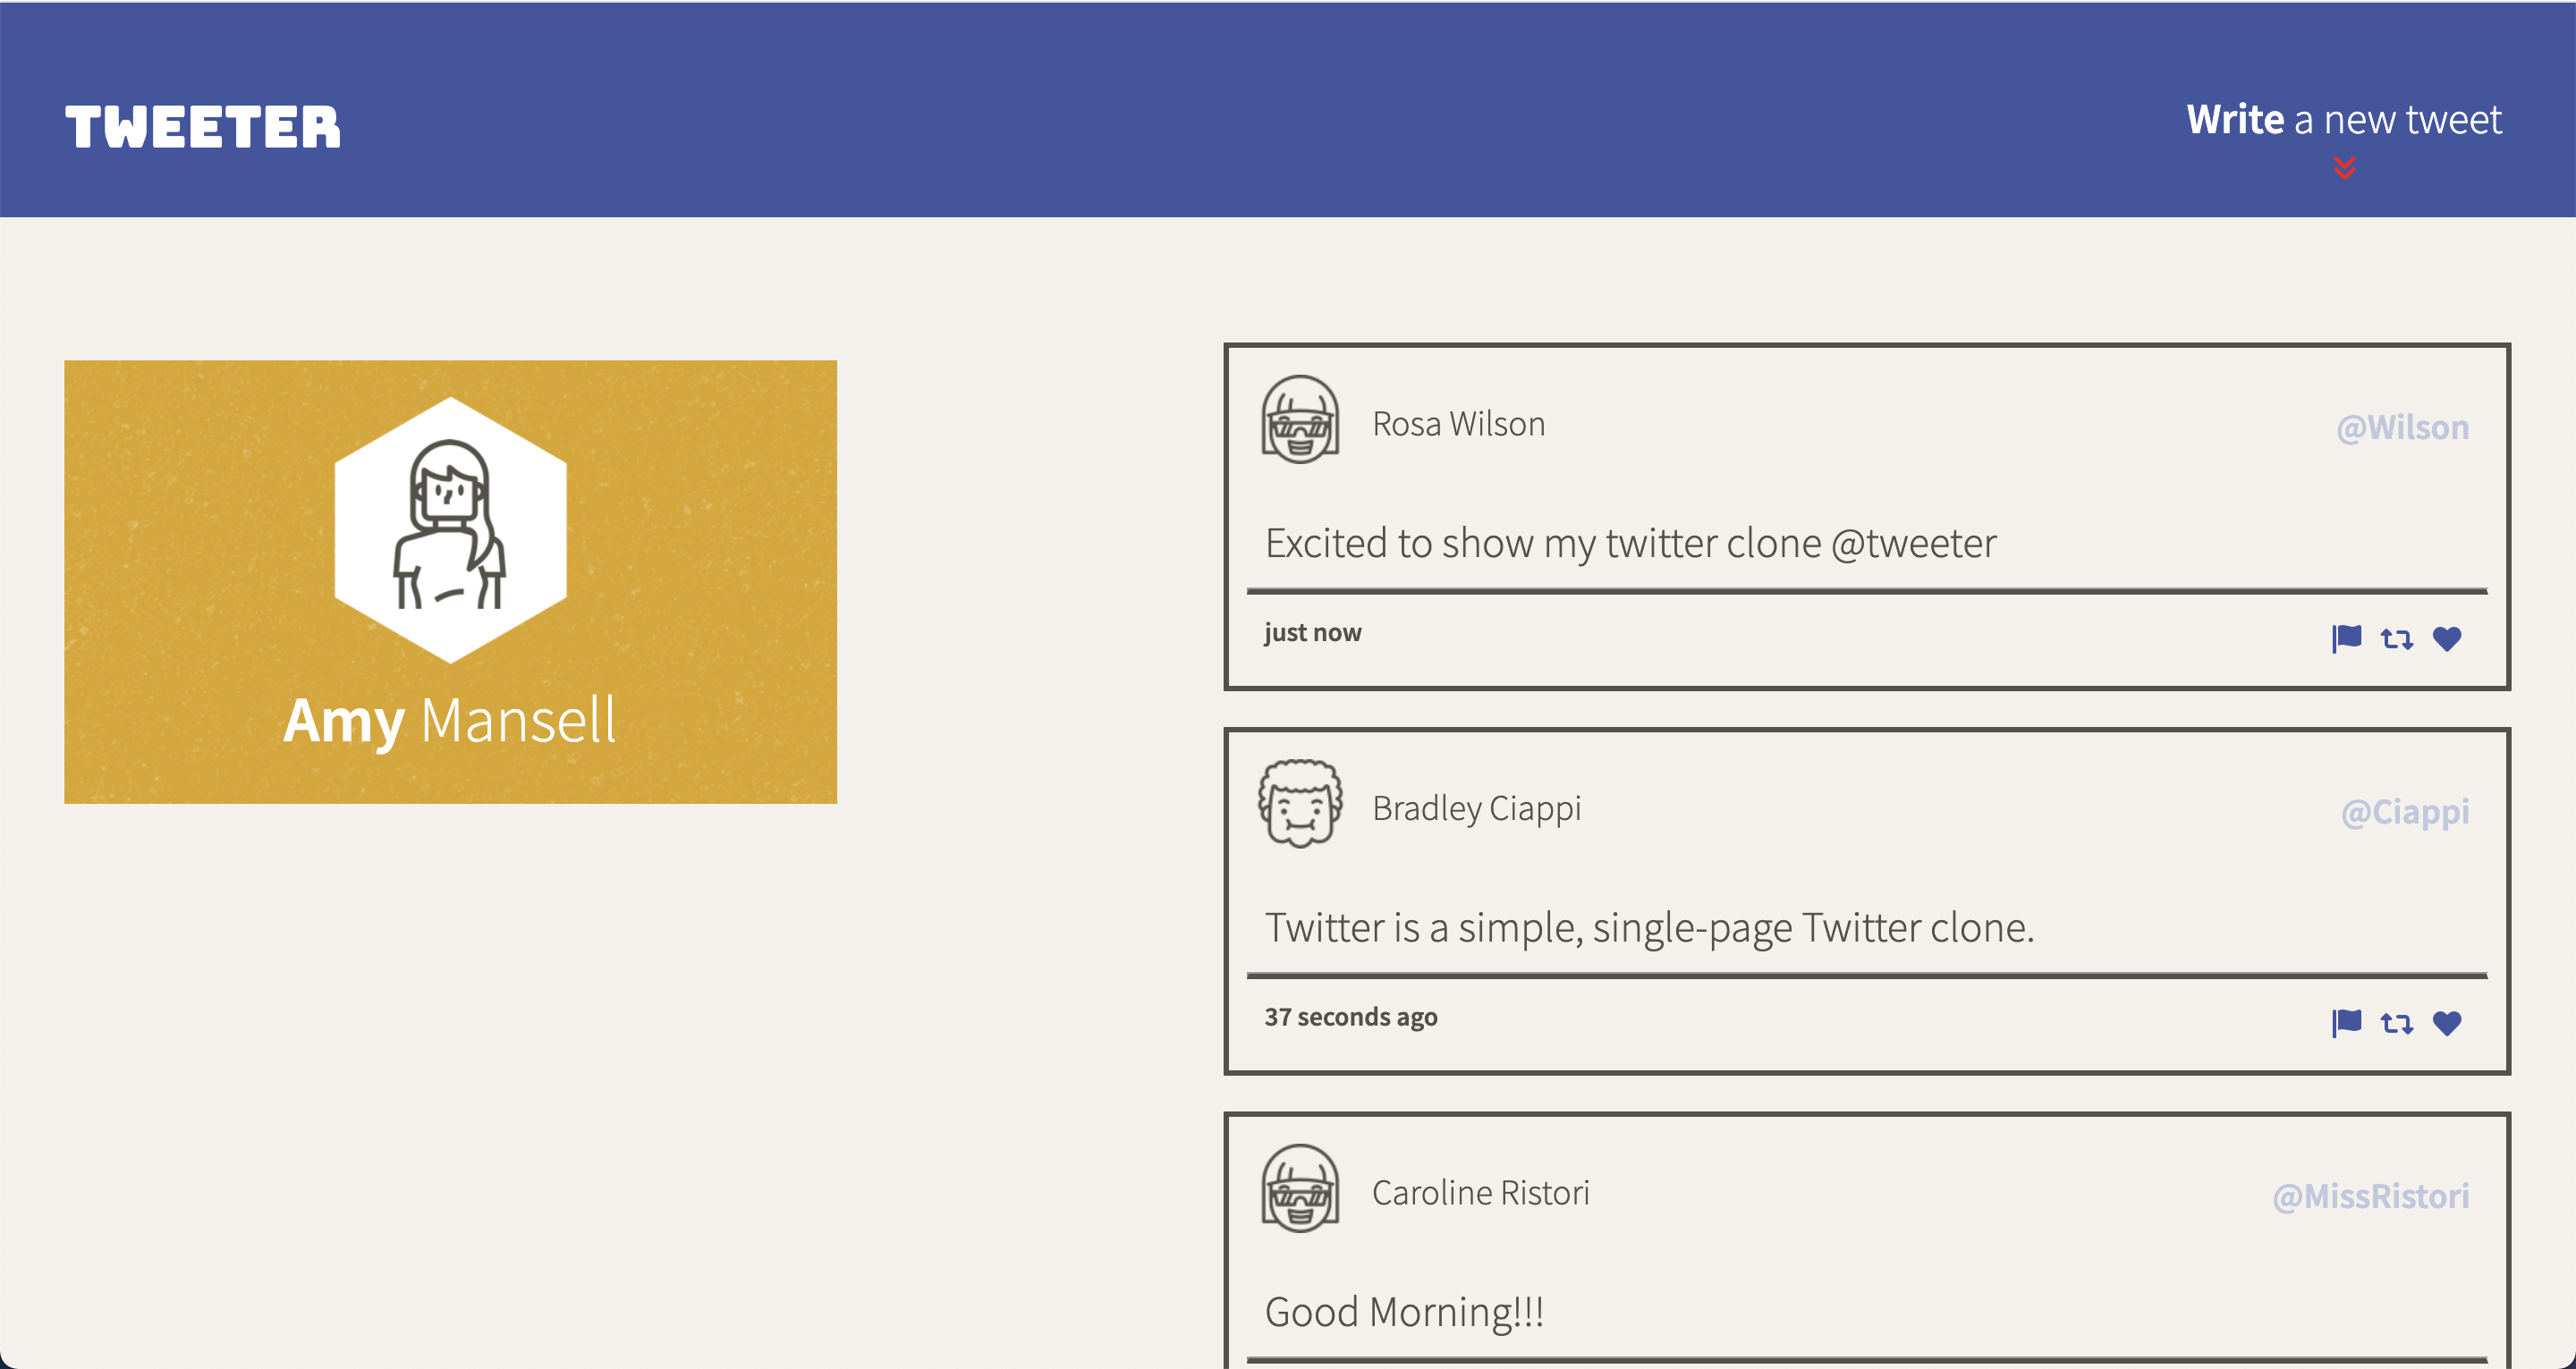 TWEETER
Write a new tweet
Amy Mansell
Rosa Wilson
@Wilson
Excited to show my twitter clone @tweeter
just now
Bradley Ciappi
@Ciappi
Twitter is a simple, single-page Twitter clone.
37 seconds ago
Caroline Ristori
@MissRistori
Good Morning!!!